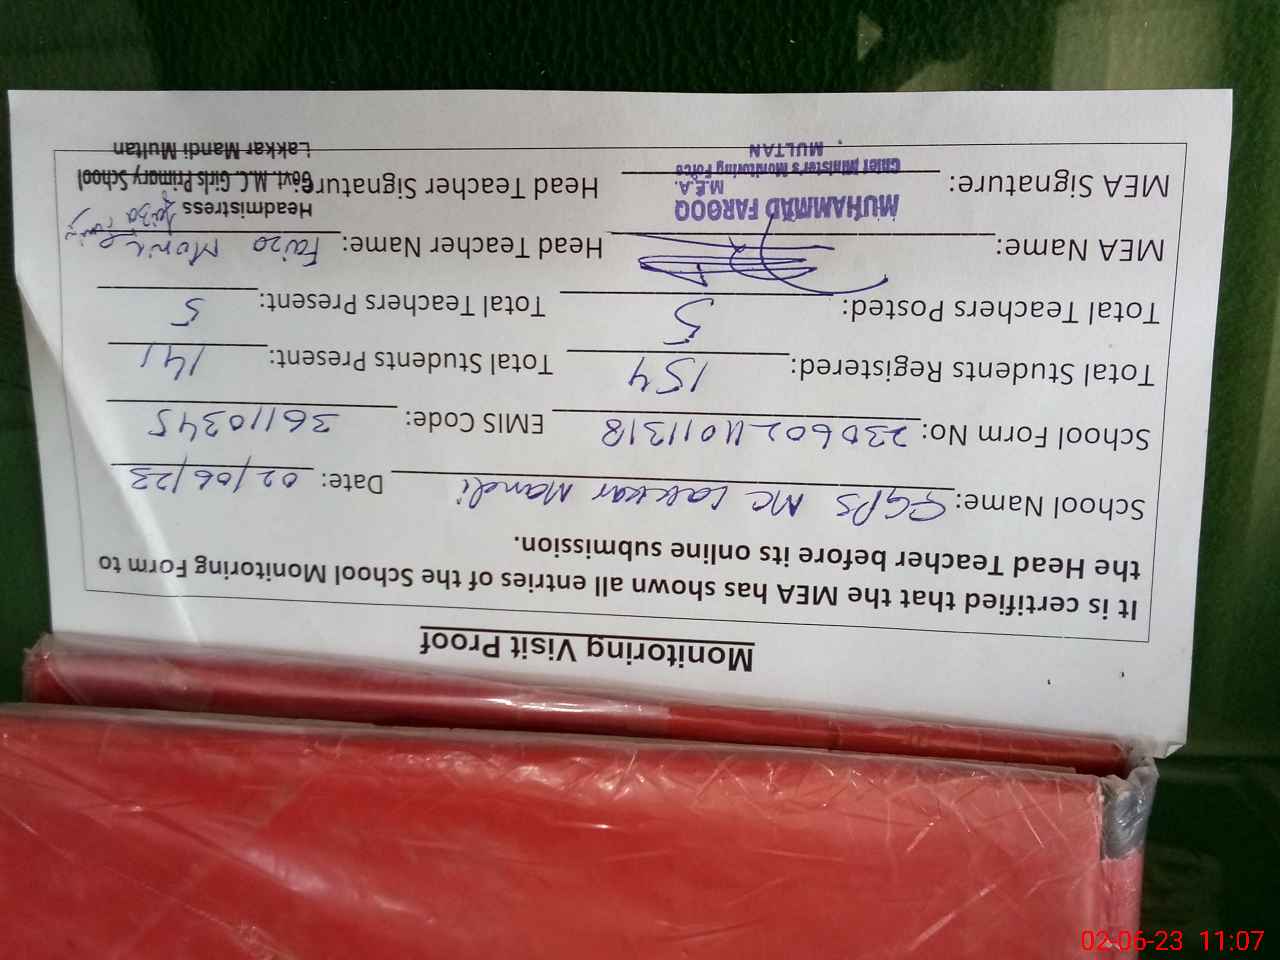 Monitoring Visit Proof
It is certified that the MEA has shown all entries of the School Monitoring Form to
the Head Teacher before its online submission.
School Name: GGPS MC Lakkar Mandi Date: 02/06/23
School Form No: 23060211011318 EMIS Code: 36110345
Total Students Registered: 154 Total Students Present: 141
Total Teachers Posted: 5 Total Teachers Present: 5
MEA Name: Head Teacher Name: Faiza
MUHAMMAD FAROOQ
M.E.A.
Chief Minister's Monitoring Force
MULTAN
MEA Signature: Head Teacher Signature:
Headmistress
Govt. M.C. Girls Primary School
Lakkar Mandi Multan
02-06-23 11:07